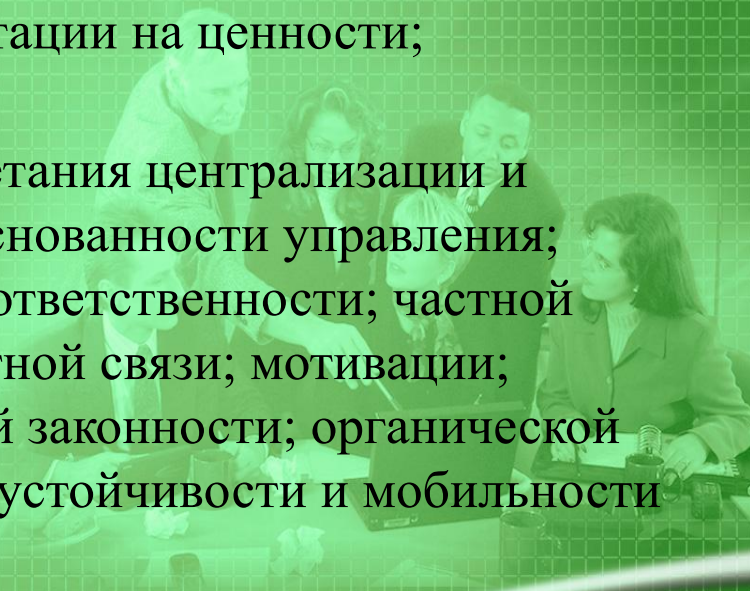 тации на ценности;
етания централизации и
снованности управления;
ответственности; частной
тной связи; мотивации;
й законности; органической
устойчивости и мобильности